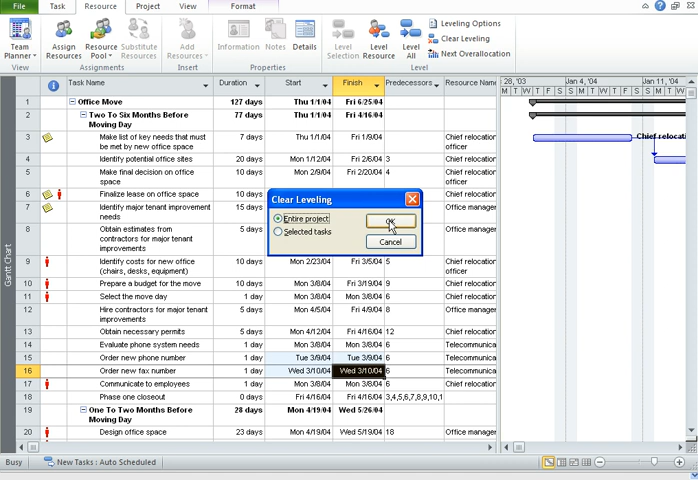 File Task Resource Project View Format
Team Planner Assign Resources Resource Pool Substitute Resources Add Resources Information Notes Details Level Selection Level Resource Level All Leveling Options
Clear Leveling
Next Overallocation
View Assignments Insert Properties Level
Task Name Duration Start Finish Predecessors Resource Name 28, '03 Jan 4, '04 Jan 11, '04
M T W T F S S M T W T F S S M T W T F S
1 Office Move 127 days Thu 1/1/04 Fri 6/25/04
2 Two To Six Months Before Moving Day 77 days Thu 1/1/04 Fri 4/16/04
3 Make list of key needs that must be met by new office space 7 days Thu 1/1/04 Fri 1/9/04 Chief relocation officer
Chief relocati
4 Identify potential office sites 20 days Mon 1/12/04 Fri 2/6/04 3 Chief relocation
5 Make final decision on office space 10 days Mon 2/9/04 Fri 2/20/04 4 Chief relocation officer
6 Finalize lease on office space 10 days Chief relocation
7 Identify major tenant improvement needs 15 days Office manager
8 Obtain estimates from contractors for major tenant improvements 5 days Office manager
9 Identify costs for new office (chairs, desks, equipment) 10 days Mon 2/23/04 Fri 3/5/04 5 Chief relocation officer
10 Prepare a budget for the move 10 days Mon 3/8/04 Fri 3/19/04 9 Chief relocation
11 Select the move day 1 day Mon 3/8/04 Mon 3/8/04 6 Chief relocation
12 Hire contractors for major tenant improvements 5 days Mon 4/5/04 Fri 4/9/04 8 Office manager
13 Obtain necessary permits 5 days Mon 4/12/04 Fri 4/16/04 12 Chief relocation
14 Evaluate phone system needs 1 day Mon 3/8/04 Mon 3/8/04 6 Telecommunica
15 Order new phone number 1 day Tue 3/9/04 Tue 3/9/04 6 Telecommunica
16 Order new fax number 1 day Wed 3/10/04 Wed 3/10/04 6 Telecommunica
17 Communicate to employees 1 day Mon 3/8/04 Mon 3/8/04 6 Chief relocation
18 Phase one closeout 0 days Fri 4/16/04 Fri 4/16/04 3,4,5,6,7,8,9,10,1
19 One To Two Months Before Moving Day 28 days Mon 4/19/04 Wed 5/26/04
20 Design office space 23 days Mon 4/19/04 Wed 5/19/04 18 Office manager
Gantt Chart
Clear Leveling
Entire project OK
Selected tasks Cancel
Busy New Tasks : Auto Scheduled